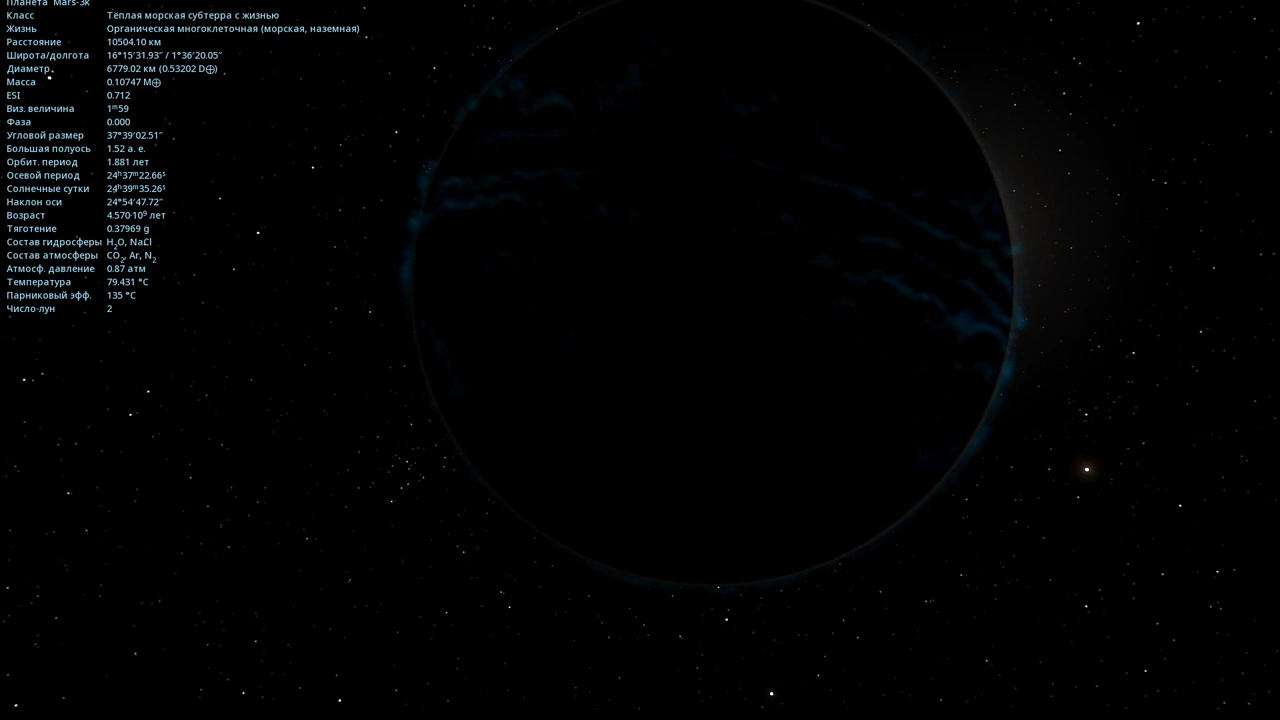 Планета Mars-3k
Класс Теплая морская субтерра с жизнью
Жизнь Органическая многоклеточная (морская, наземная)
Расстояние 10504.10 км
Широта/долгота 16°15′31.93″ / 1°36′20.05″
Диаметр 6779.02 км (0.53202 D⊕)
Масса 0.10747 M⊕
ESI 0.712
Виз. величина 1ᵐ59
Фаза 0.000
Угловой размер 37°39′02.51″
Большая полуось 1.52 а. е.
Орбит. период 1.881 лет
Осевой период 24ʰ37ᵐ22.66ˢ
Солнечные сутки 24ʰ39ᵐ35.26ˢ
Наклон оси 24°54′47.72″
Возраст 4.570·10⁹ лет
Тяготение 0.37969 g
Состав гидросферы H₂O, NaCl
Состав атмосферы CO₂, Ar, N₂
Атмосф. давление 0.87 атм
Температура 79.431 °C
Парниковый эфф. 135 °C
Число лун 2